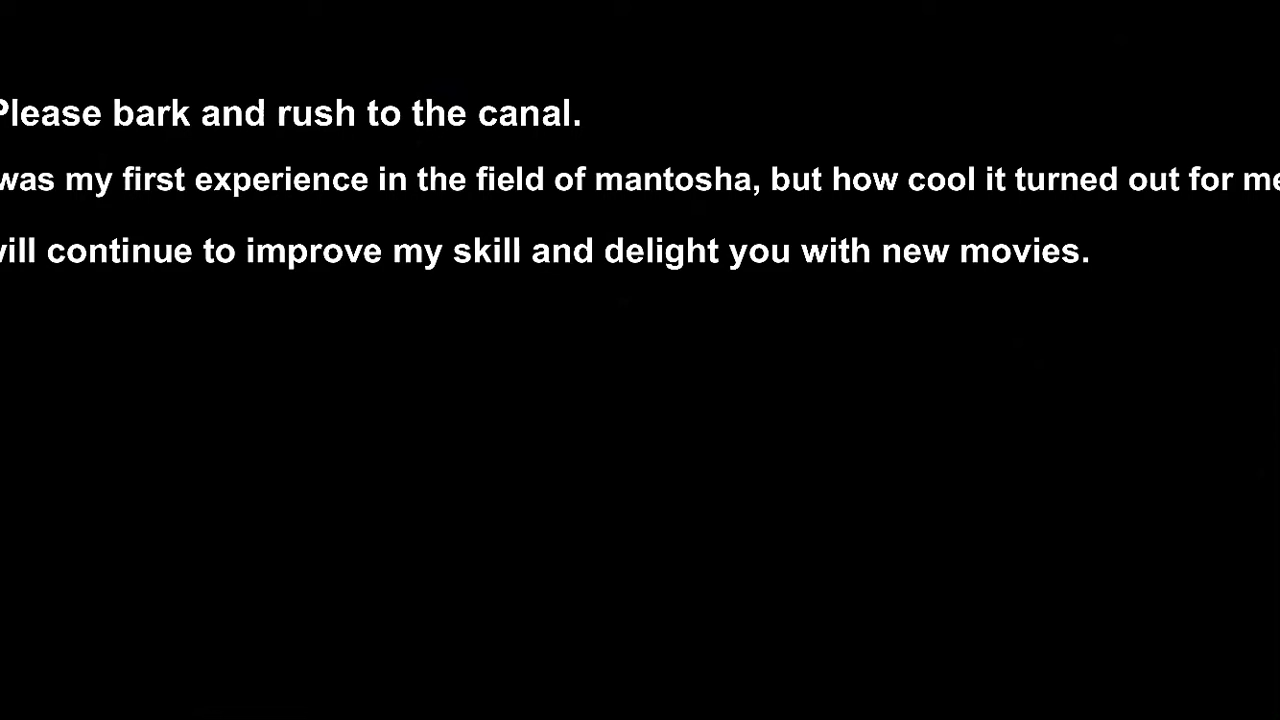 Please bark and rush to the canal.
was my first experience in the field of mantosha, but how cool it turned out for me
will continue to improve my skill and delight you with new movies.